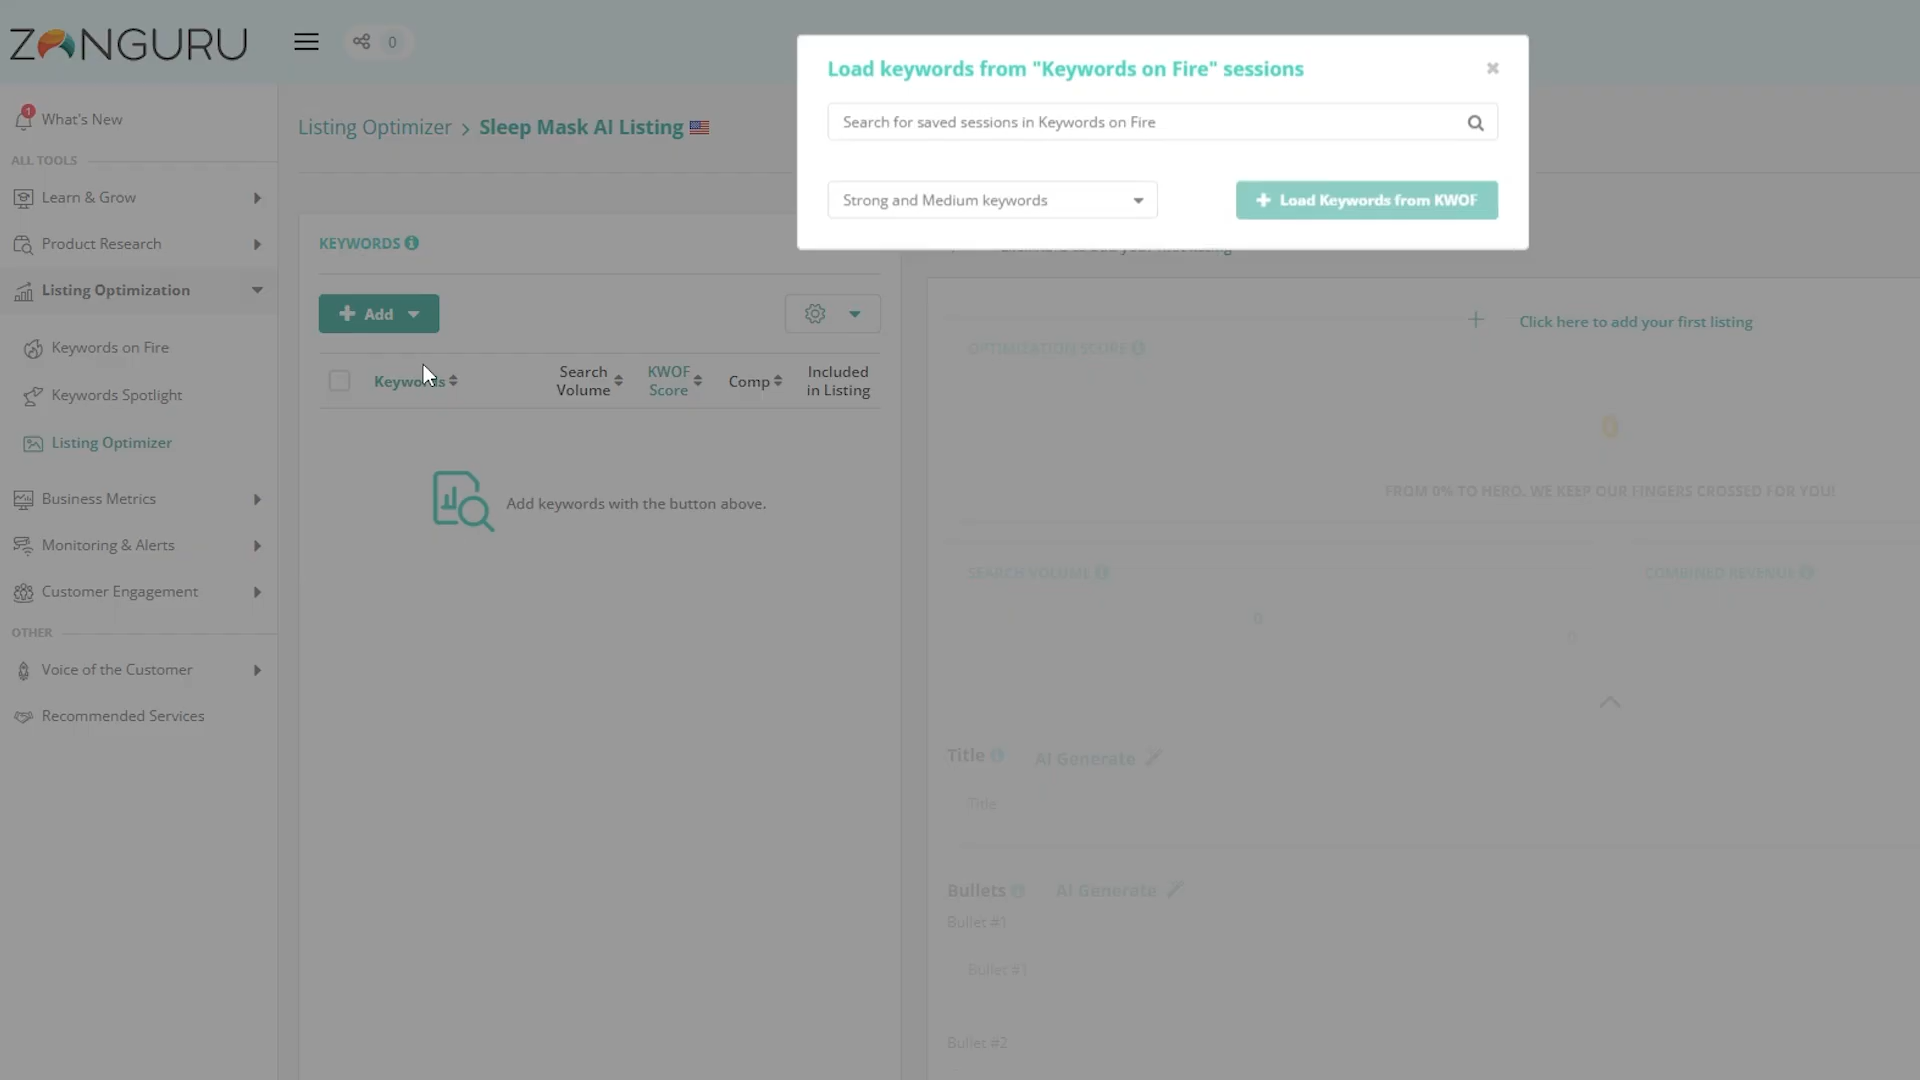 ZONGURU
0
Load keywords from "Keywords on Fire" sessions
Search for saved sessions in Keywords on Fire
Strong and Medium keywords
Load Keywords from KWOF
1
What's New
ALL TOOLS
Learn & Grow
Product Research
Listing Optimization
Keywords on Fire
Keywords Spotlight
Listing Optimizer
Business Metrics
Monitoring & Alerts
Customer Engagement
OTHER
Voice of the Customer
Recommended Services
Listing Optimizer > Sleep Mask AI Listing
KEYWORDS
Add
Keywords
Search Volume
KWOF Score
Comp
Included in Listing
Add keywords with the button above.
Click here to add your first listing
OPTIMIZATION SCORE
0
FROM 0% TO HERO. WE KEEP OUR FINGERS CROSSED FOR YOU!
SEARCH VOLUME
COMBINED REVENUE
0
0
Title
AI Generate
Title
Bullets
AI Generate
Bullet #1
Bullet #1
Bullet #2